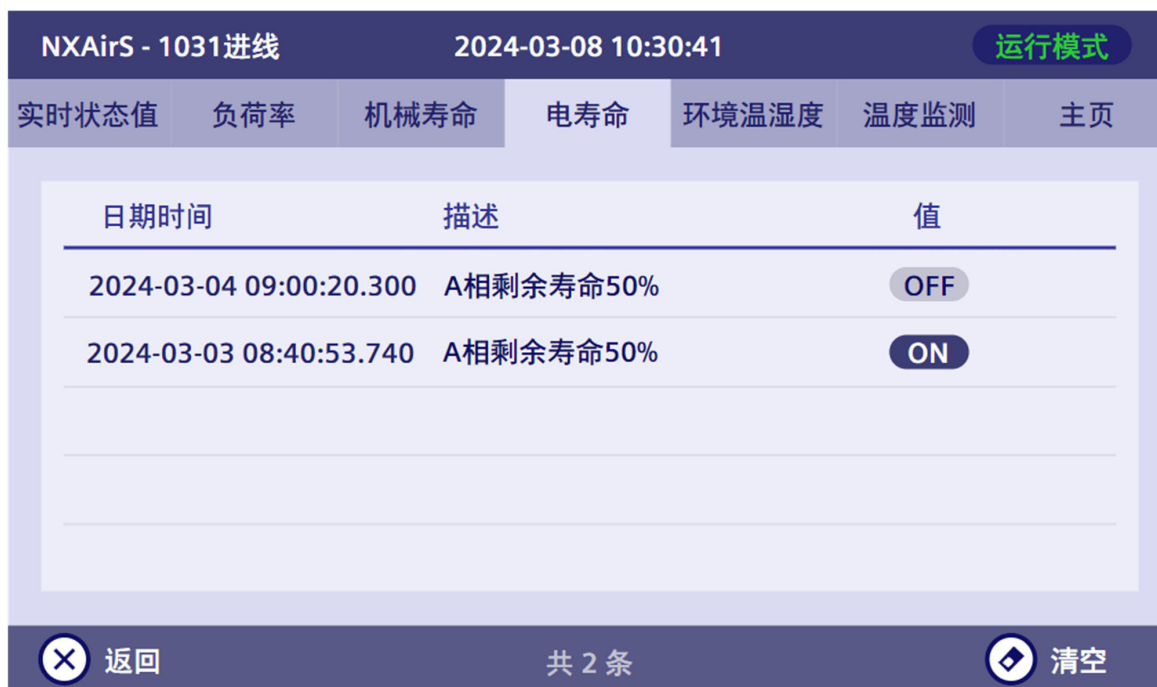 NXAirS - 1031进线 2024-03-08 10:30:41 运行模式
实时状态值 负荷率 机械寿命 电寿命 环境温湿度 温度监测 主页
日期时间 描述 值
2024-03-04 09:00:20.300 A相剩余寿命50% OFF
2024-03-03 08:40:53.740 A相剩余寿命50% ON
返回 共 2 条 清空